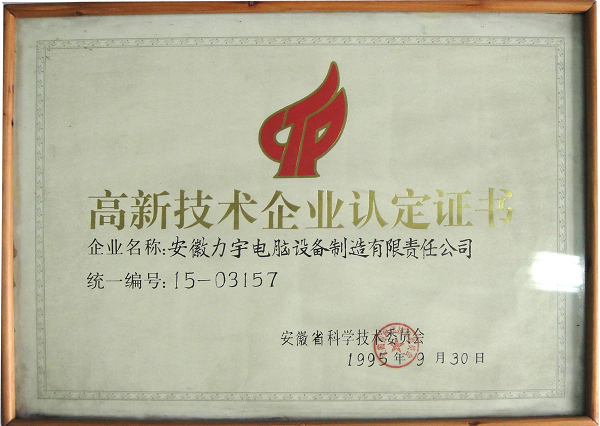 高新技术企业认定证书
企业名称:安徽力宇电脑设备制造有限责任公司
统一编号:15-03157
安徽省科学技术委员会
1995年9月30日